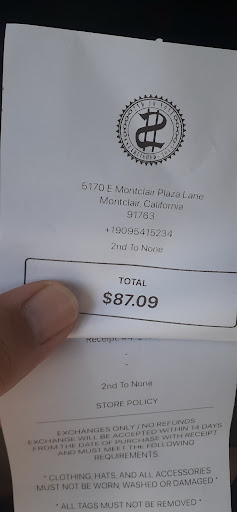 5170 E Montclair Plaza Lane
Montclair, California
91763
+19095415234
2nd To None
TOTAL
$87.09
Receipt
2nd To None
STORE POLICY
EXCHANGES ONLY / NO REFUNDS
EXCHANGE WILL BE ACCEPTED WITHIN 14 DAYS
FROM THE DATE OF PURCHASE WITH RECEIPT
AND MUST MEET THE FOLLOWING
REQUIREMENTS.
* CLOTHING, HATS, AND ALL ACCESSORIES
MUST NOT BE WORN, WASHED OR DAMAGED *
* ALL TAGS MUST NOT BE REMOVED *